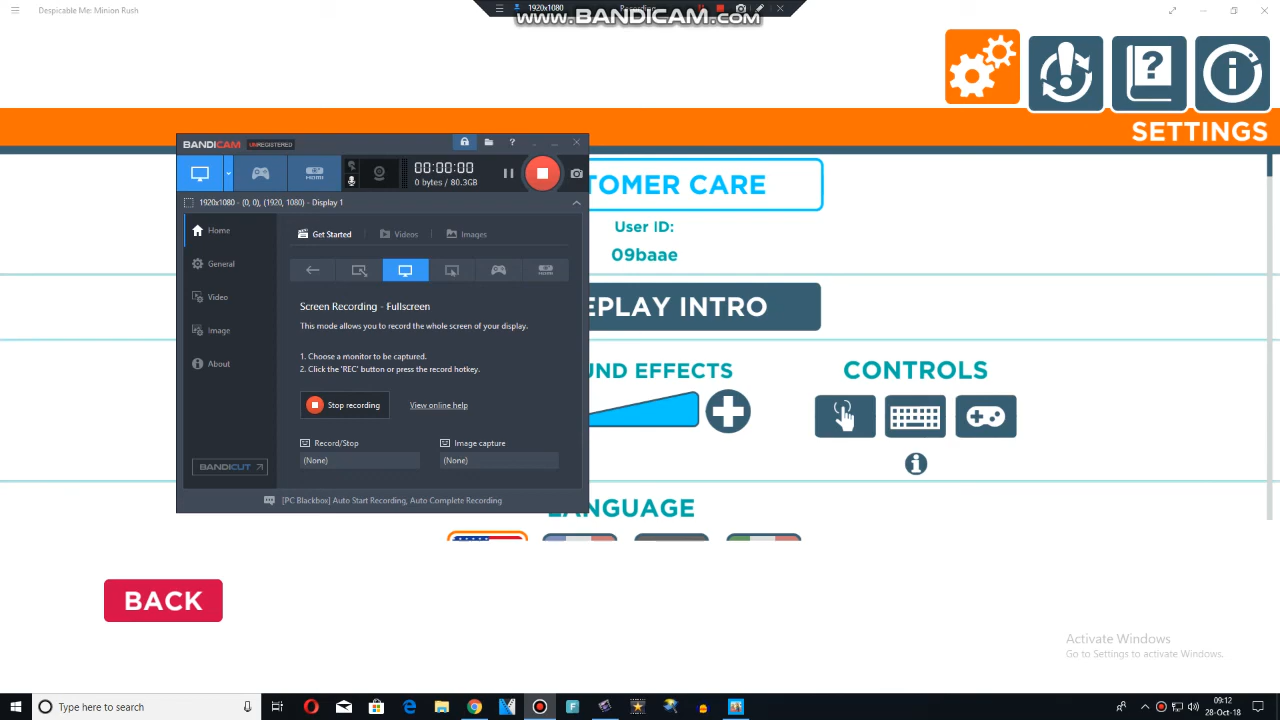 Despicable Me: Minion Rush
1920x1080
Recording
www.BANDICAM.com
SETTINGS
BANDICAM UNREGISTERED
00:00:00
0 bytes / 80.3GB
HDMI
1920x1080 - (0, 0), (1920, 1080) - Display 1
Home
General
Video
Image
About
BANDICUT
Get Started
Videos
Images
HDMI
Screen Recording - Fullscreen
This mode allows you to record the whole screen of your display.
1. Choose a monitor to be captured.
2. Click the 'REC' button or press the record hotkey.
Stop recording
View online help
Record/Stop
Image capture
(None)
(None)
[PC Blackbox] Auto Start Recording, Auto Complete Recording
TOMER CARE
User ID:
09baae
EPLAY INTRO
UND EFFECTS
CONTROLS
LANGUAGE
BACK
Activate Windows
Go to Settings to activate Windows.
Type here to search
09:12
28-Oct-18